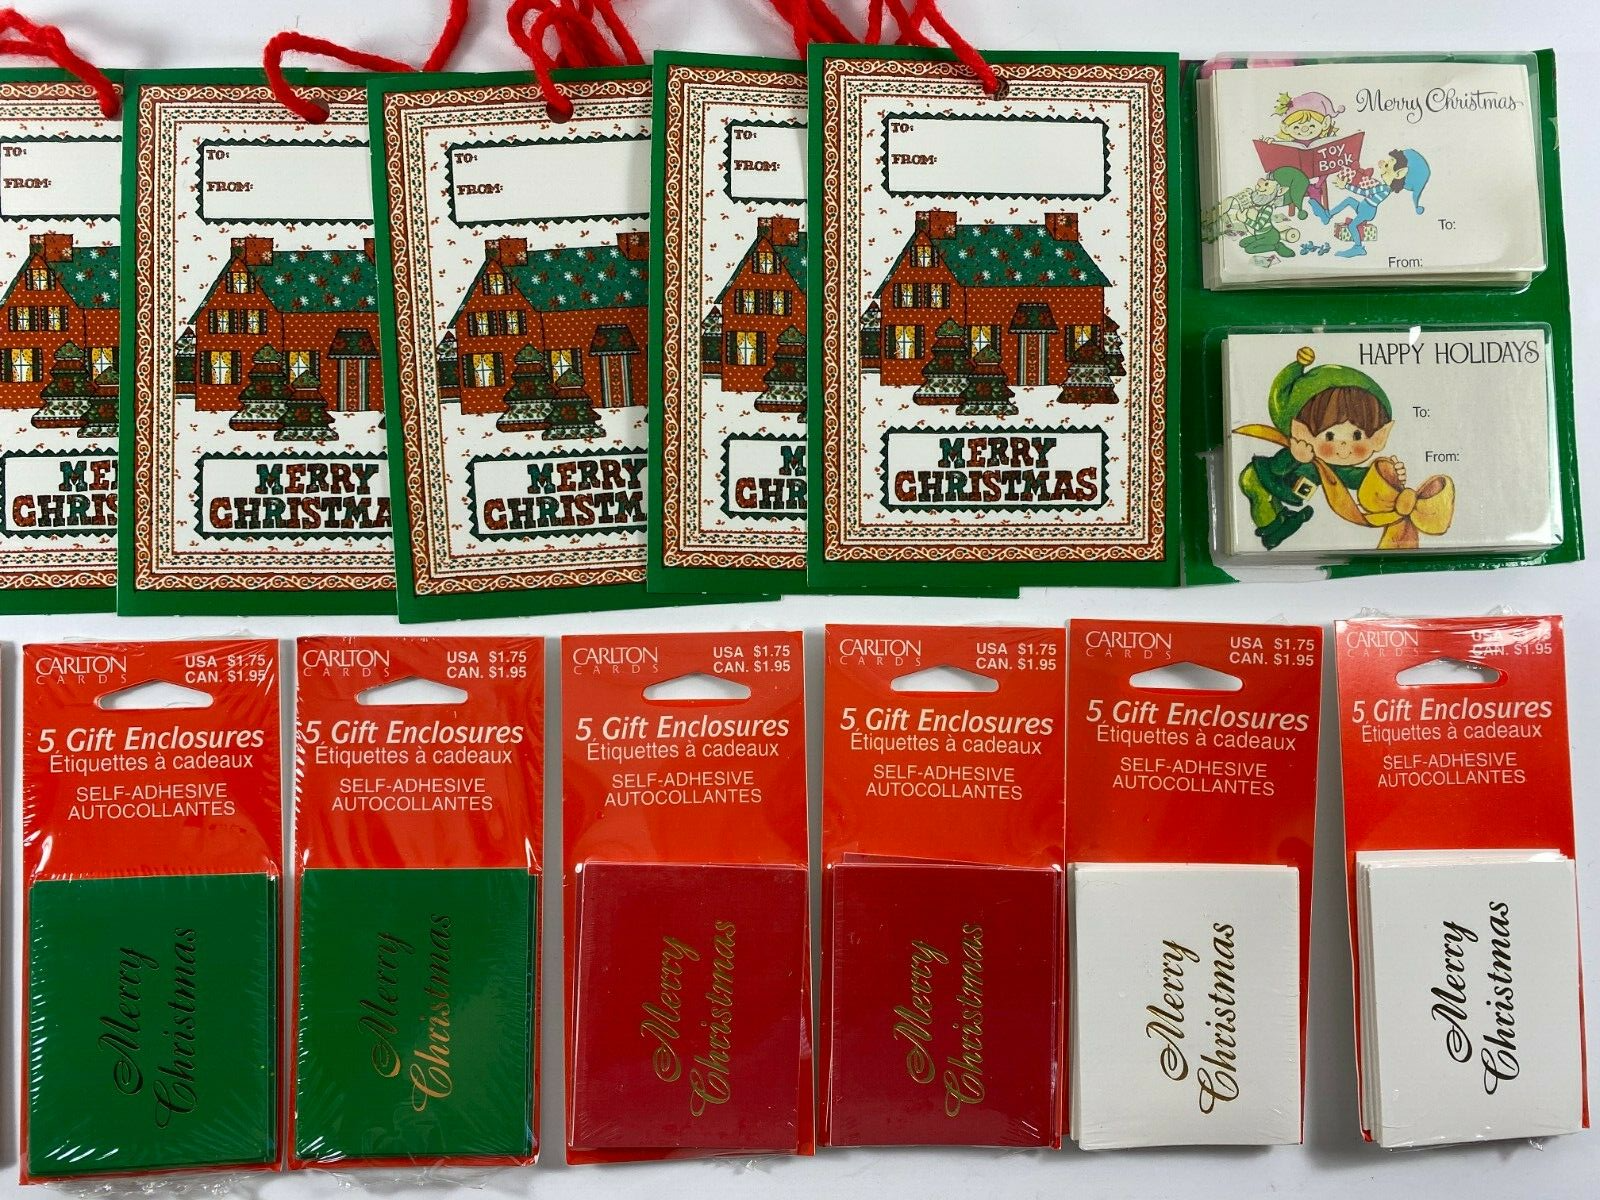 TO:
FROM:
TO:
FROM:
MERRY
CHRISTMAS
TO:
FROM:
MERRY
CHRISTMAS
TO:
FROM:
TO:
FROM:
MERRY
CHRISTMAS
Merry Christmas
TOY
BOOK
To:
From:
HAPPY HOLIDAYS
To:
From:
CARLTON
CARDS
USA $1.75
CAN. $1.95
5 Gift Enclosures
Étiquettes à cadeaux
SELF-ADHESIVE
AUTOCOLLANTES
Merry
Christmas
CARLTON
CARDS
USA $1.75
CAN. $1.95
5 Gift Enclosures
Étiquettes à cadeaux
SELF-ADHESIVE
AUTOCOLLANTES
Merry
Christmas
CARLTON
CARDS
USA $1.75
CAN. $1.95
5 Gift Enclosures
Étiquettes à cadeaux
SELF-ADHESIVE
AUTOCOLLANTES
Merry
Christmas
CARLTON
CARDS
USA $1.75
CAN. $1.95
5 Gift Enclosures
Étiquettes à cadeaux
SELF-ADHESIVE
AUTOCOLLANTES
Merry
Christmas
CARLTON
CARDS
USA $1.75
CAN. $1.95
5 Gift Enclosures
Étiquettes à cadeaux
SELF-ADHESIVE
AUTOCOLLANTES
Merry
Christmas
CARLTON
CARDS
USA $1.75
CAN. $1.95
5 Gift Enclosures
Étiquettes à cadeaux
SELF-ADHESIVE
AUTOCOLLANTES
Merry
Christmas